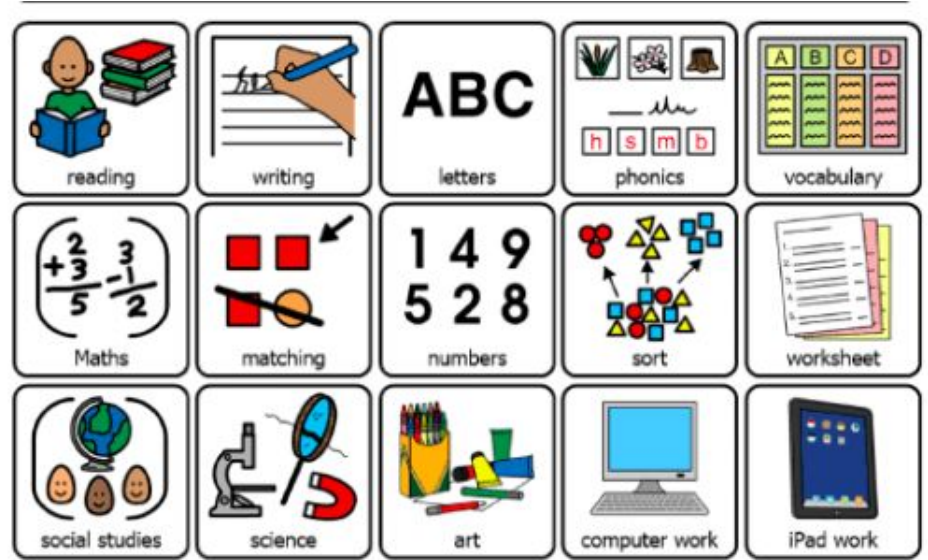 reading
writing
ABC
letters
h s m b
phonics
A B C D
vocabulary
2 3
+3 -1
5 2
Maths
matching
1 4 9
5 2 8
numbers
sort
worksheet
social studies
science
art
computer work
iPad work